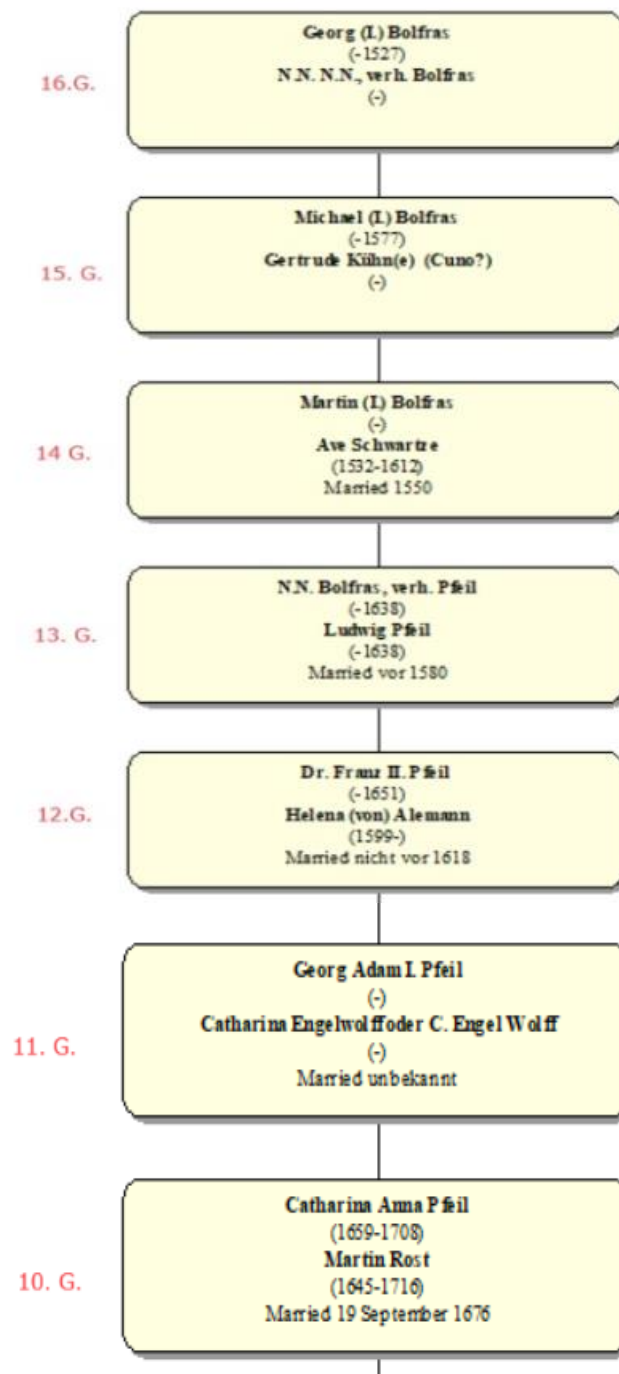 16.G.
Georg (I.) Bolfras
(-1527)
N.N. N.N., verh. Bolfras
(-)
15. G.
Michael (I.) Bolfras
(-1577)
Gertrude Kühn(e) (Cuno?)
(-)
14 G.
Martin (I.) Bolfras
(-)
Ave Schwartze
(1532-1612)
Married 1550
13. G.
N.N. Bolfras, verh. Pfeil
(-1638)
Ludwig Pfeil
(-1638)
Married vor 1580
12.G.
Dr. Franz II. Pfeil
(-1651)
Helena (von) Alemann
(1599-)
Married nicht vor 1618
11. G.
Georg Adam I. Pfeil
(-)
Catharina Engelwolffoder C. Engel Wolff
(-)
Married unbekannt
10. G.
Catharina Anna Pfeil
(1659-1708)
Martin Rost
(1645-1716)
Married 19 September 1676